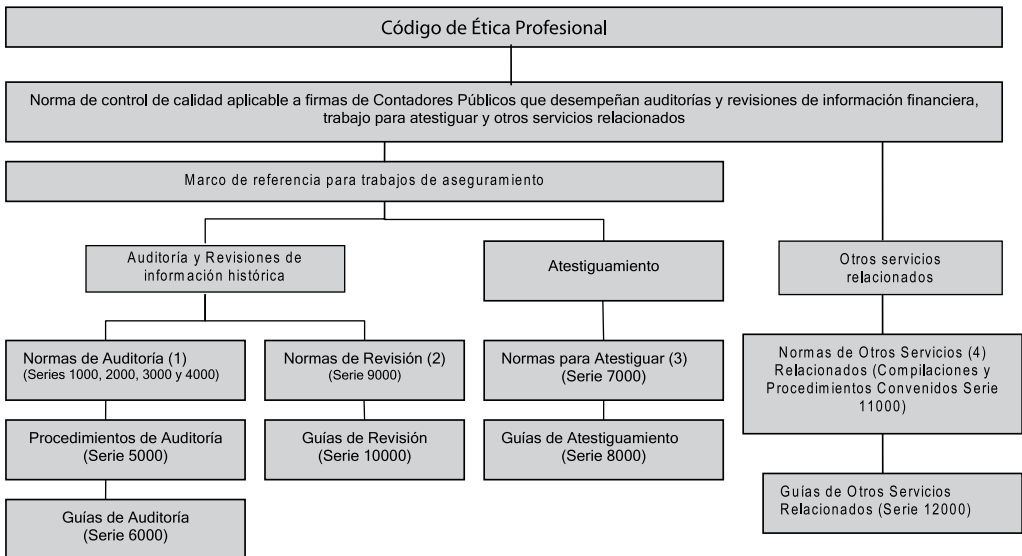 Código de Ética Profesional
Norma de control de calidad aplicable a firmas de Contadores Públicos que desempeñan auditorías y revisiones de información financiera,
trabajo para atestiguar y otros servicios relacionados
Marco de referencia para trabajos de aseguramiento
Auditoría y Revisiones de
información histórica
Atestiguamiento
Otros servicios
relacionados
Normas de Auditoría (1)
(Series 1000, 2000, 3000 y 4000)
Normas de Revisión (2)
(Serie 9000)
Normas para Atestiguar (3)
(Serie 7000)
Normas de Otros Servicios (4)
Relacionados (Compilaciones y
Procedimientos Convenidos Serie
11000)
Procedimientos de Auditoría
(Serie 5000)
Guías de Revisión
(Serie 10000)
Guías de Atestiguamiento
(Serie 8000)
Guías de Otros Servicios
Relacionados (Serie 12000)
Guías de Auditoría
(Serie 6000)